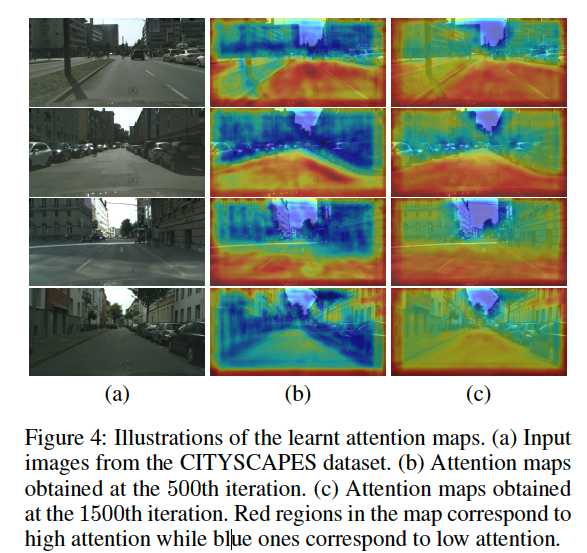 (a) (b) (c)
Figure 4: Illustrations of the learnt attention maps. (a) Input
images from the CITYSCAPES dataset. (b) Attention maps
obtained at the 500th iteration. (c) Attention maps obtained
at the 1500th iteration. Red regions in the map correspond to
high attention while blue ones correspond to low attention.